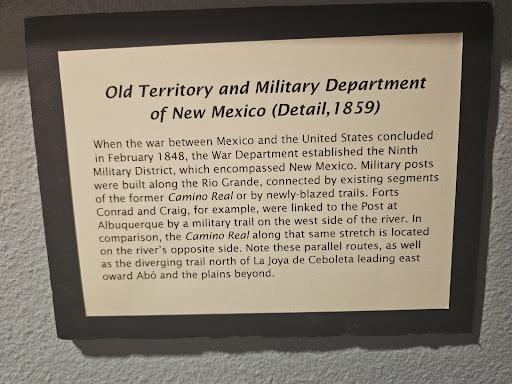 Old Territory and Military Department
of New Mexico (Detail,1859)
When the war between Mexico and the United States concluded
in February 1848, the War Department established the Ninth
Military District, which encompassed New Mexico. Military posts
were built along the Rio Grande, connected by existing segments
of the former Camino Real or by newly-blazed trails. Forts
Conrad and Craig, for example, were linked to the Post at
Albuquerque by a military trail on the west side of the river. In
comparison, the Camino Real along that same stretch is located
on the river's opposite side. Note these parallel routes, as well
as the diverging trail north of La Joya de Ceboleta leading east
oward Abó and the plains beyond.